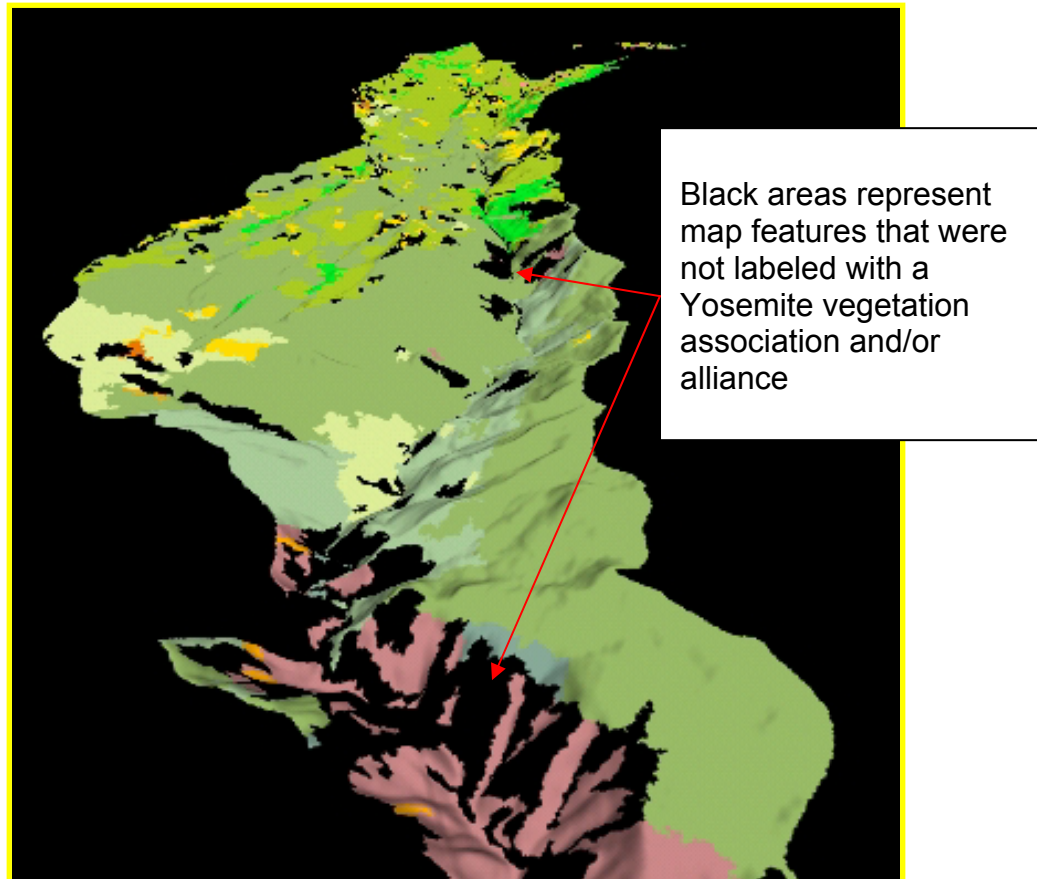 Black areas represent
map features that were
not labeled with a
Yosemite vegetation
association and/or
alliance